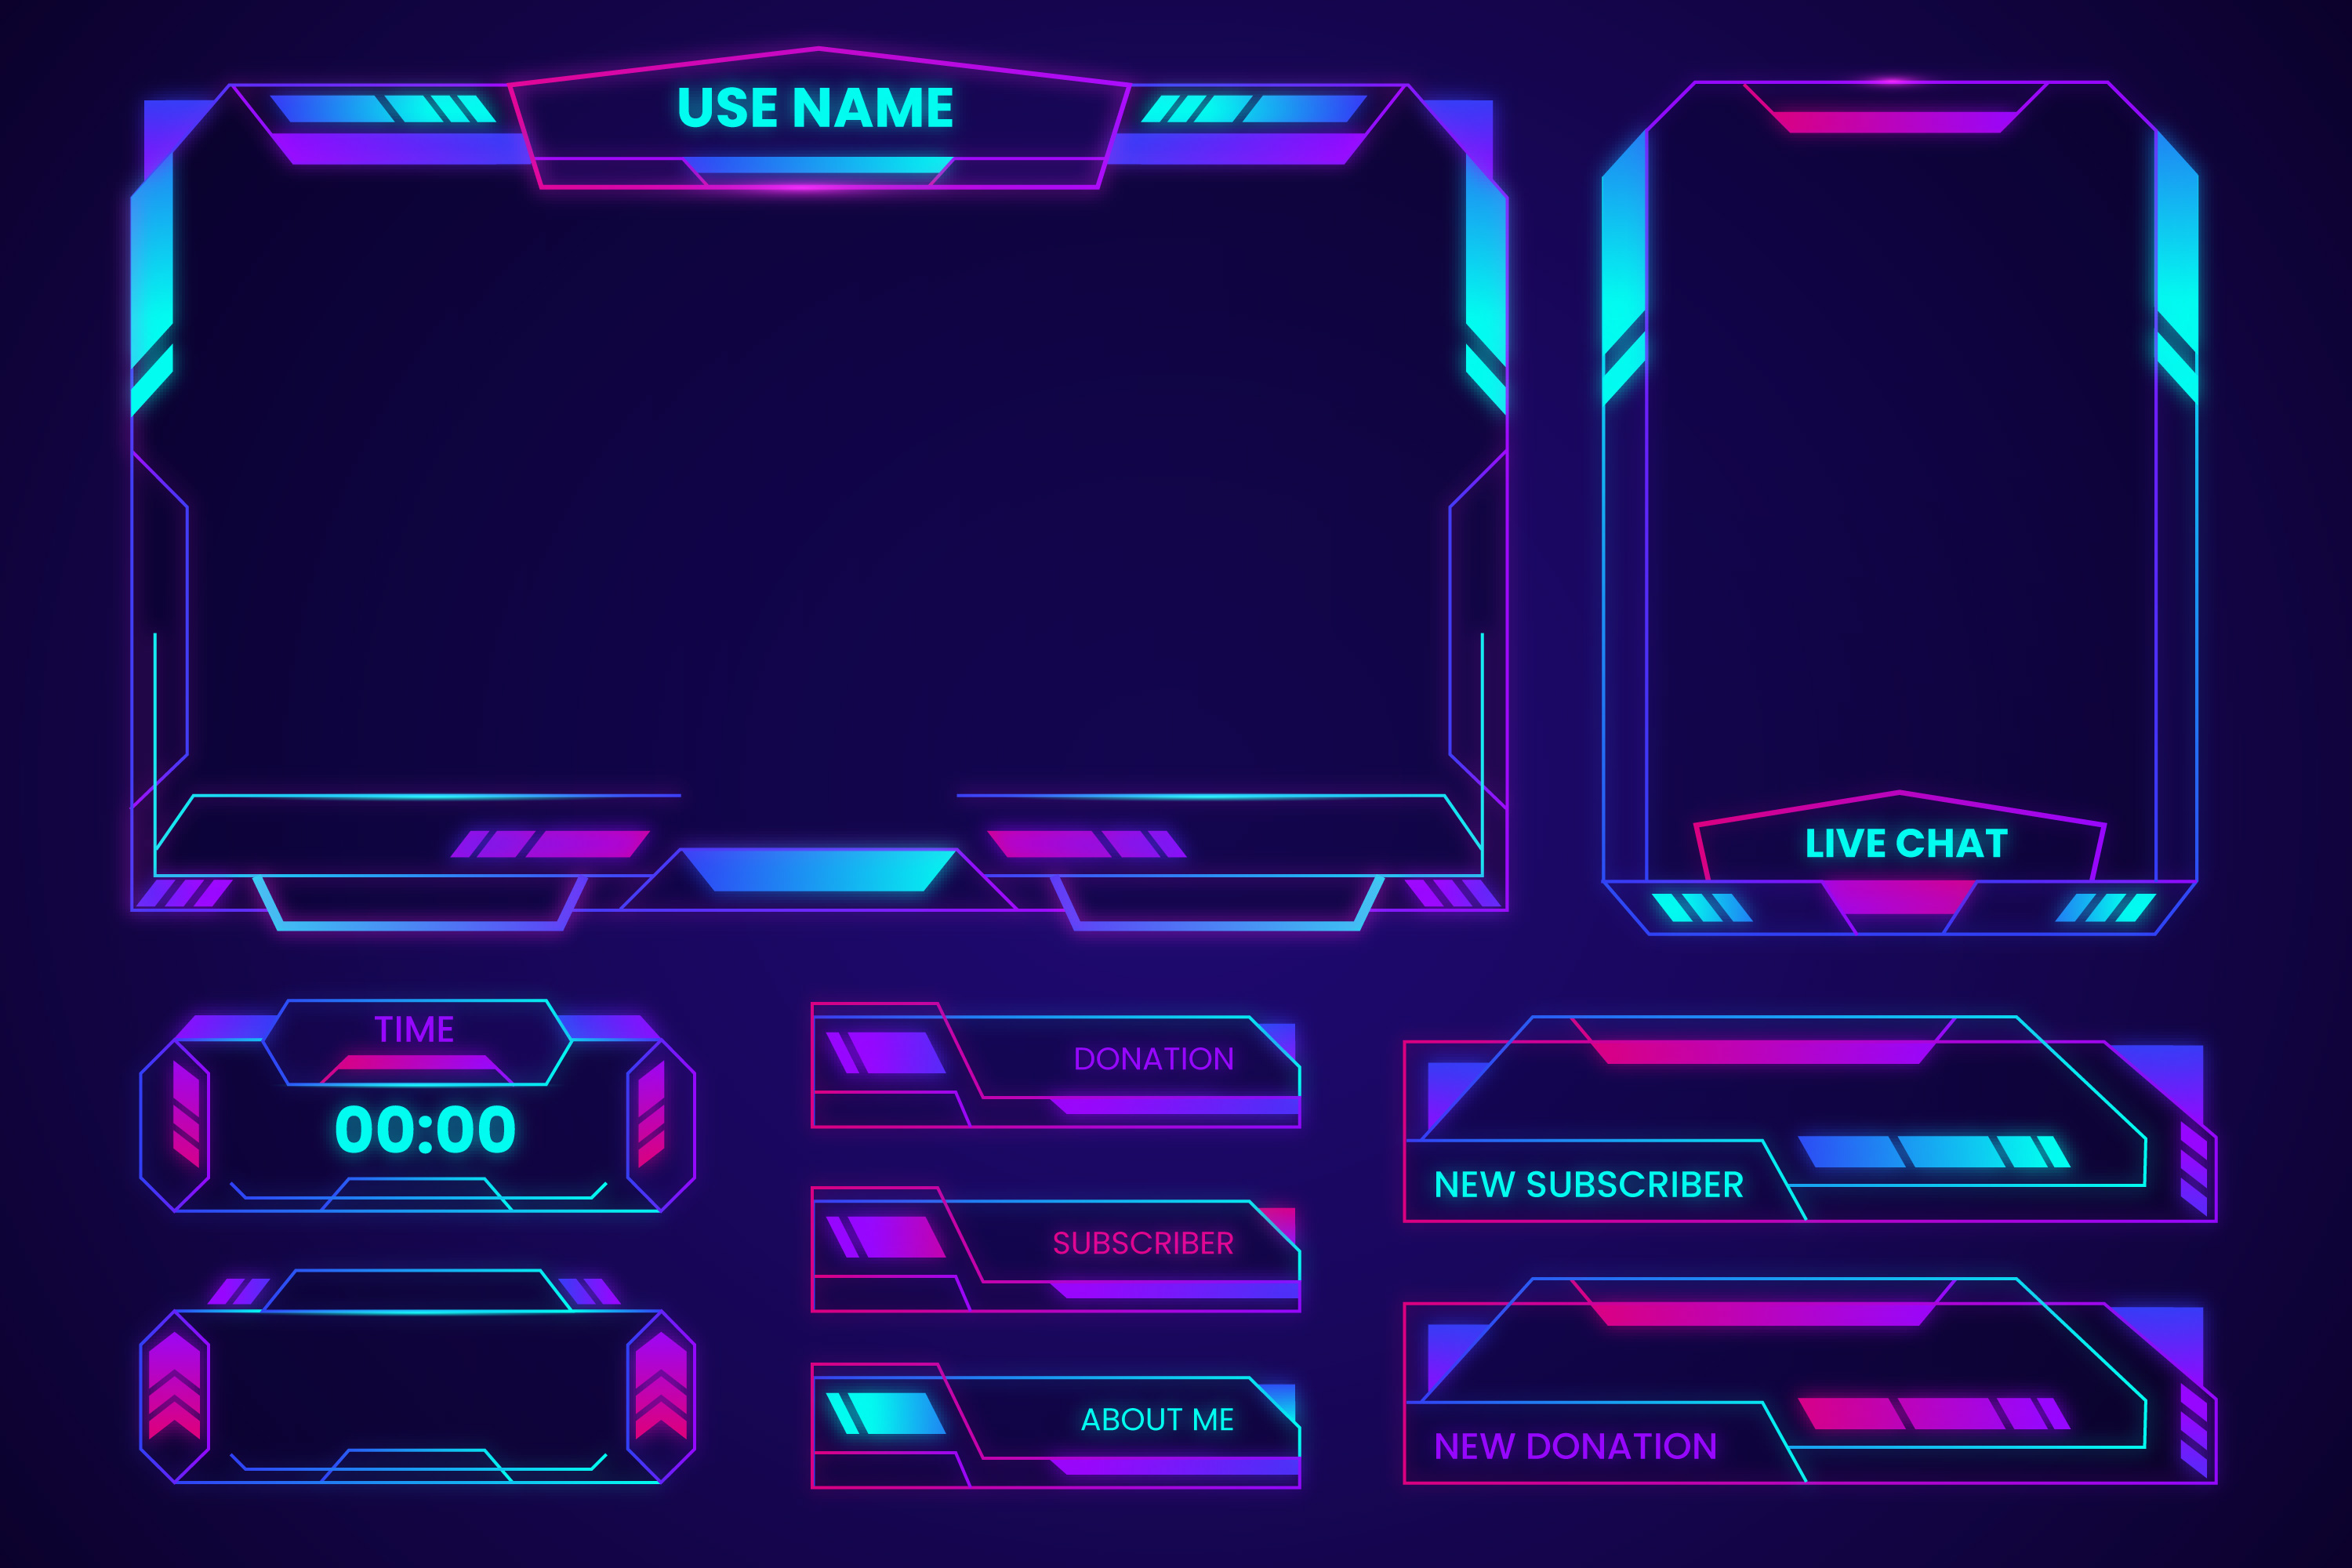 USE NAME
LIVE CHAT
TIME
00:00
DONATION
SUBSCRIBER
ABOUT ME
NEW SUBSCRIBER
NEW DONATION